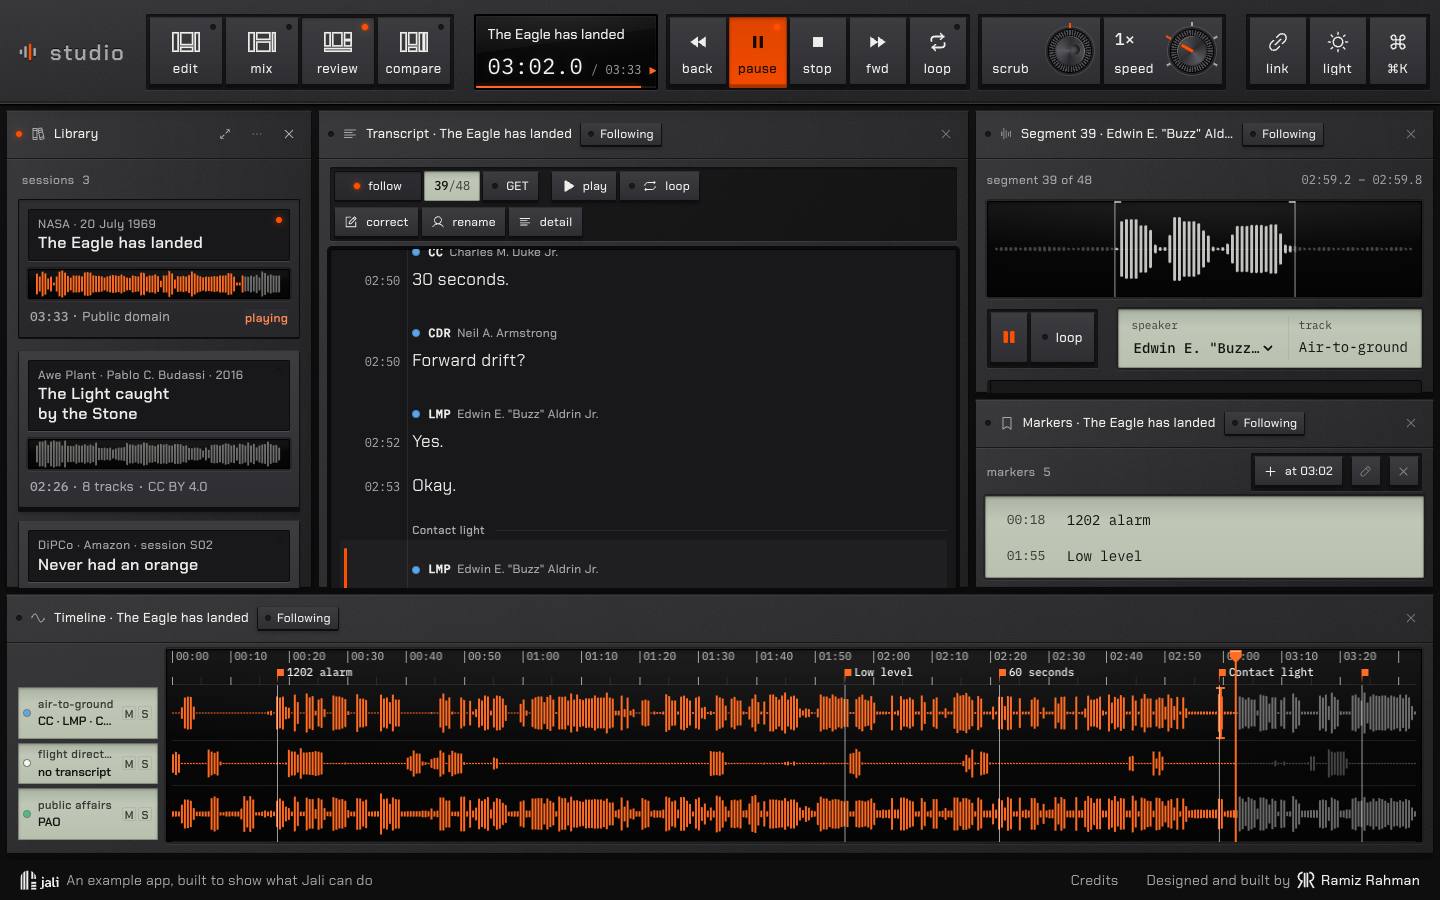 studio
edit
mix
review
compare
The Eagle has landed
03:02.0 / 03:33
back
pause
stop
fwd
loop
scrub
1×
speed
link
light
⌘K
Library
sessions 3
NASA · 20 July 1969
The Eagle has landed
03:33 · Public domain
playing
Awe Plant · Pablo C. Budassi · 2016
The Light caught
by the Stone
02:26 · 8 tracks · CC BY 4.0
DiPCo · Amazon · session S02
Never had an orange
Transcript · The Eagle has landed
Following
follow
39/48
GET
play
loop
correct
rename
detail
CC Charles M. Duke Jr.
02:50 30 seconds.
CDR Neil A. Armstrong
02:50 Forward drift?
LMP Edwin E. "Buzz" Aldrin Jr.
02:52 Yes.
02:53 Okay.
Contact light
LMP Edwin E. "Buzz" Aldrin Jr.
Segment 39 · Edwin E. "Buzz" Ald…
Following
segment 39 of 48
02:59.2 – 02:59.8
loop
speaker
Edwin E. "Buzz…
track
Air-to-ground
Markers · The Eagle has landed
Following
markers 5
+ at 03:02
00:18 1202 alarm
01:55 Low level
Timeline · The Eagle has landed
Following
00:00 00:10 00:20 00:30 00:40 00:50 01:00 01:10 01:20 01:30 01:40 01:50 02:00 02:10 02:20 02:30 02:40 02:50 03:10 03:20
1202 alarm
Low level
60 seconds
Contact light
air-to-ground
CC · LMP · C…
M S
flight direct…
no transcript
M S
public affairs
PAO
M S
jali
An example app, built to show what Jali can do
Credits
Designed and built by
Ramiz Rahman